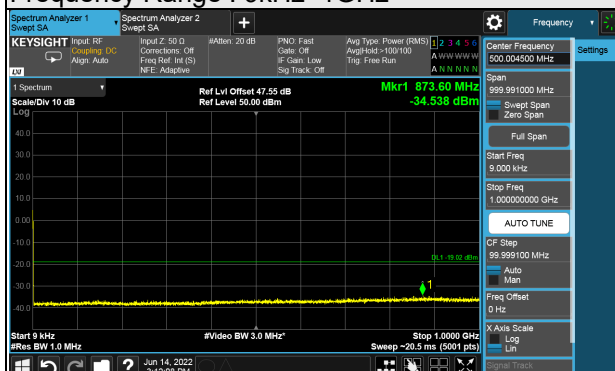 Frequency Range : 9kHz~1GHz
Spectrum Analyzer 1
Swept SA
Spectrum Analyzer 2
Swept SA
+
Frequency
KEYSIGHT
Input: RF
Coupling: DC
Align: Auto
Input Z: 50 Ω
Corrections: Off
Freq Ref: Int (S)
NFE: Adaptive
#Atten: 20 dB
PNO: Fast
Gate: Off
IF Gain: Low
Sig Track: Off
Avg Type: Power (RMS)
Avg|Hold:>100/100
Trig: Free Run
1 2 3 4 5 6
A W W W W W
A N N N N N
LXI
1 Spectrum
Scale/Div 10 dB
Log
Ref Lvl Offset 47.55 dB
Ref Level 50.00 dBm
Mkr1 873.60 MHz
-34.538 dBm
40.0
30.0
20.0
10.0
0.00
-10.0
-20.0
-30.0
-40.0
DL1 -19.02 dBm
1
Start 9 kHz
#Res BW 1.0 MHz
#Video BW 3.0 MHz*
Stop 1.0000 GHz
Sweep ~20.5 ms (5001 pts)
Center Frequency
500.004500 MHz
Settings
Span
999.991000 MHz
Swept Span
Zero Span
Full Span
Start Freq
9.000 kHz
Stop Freq
1.000000000 GHz
AUTO TUNE
CF Step
99.999100 MHz
Auto
Man
Freq Offset
0 Hz
X Axis Scale
Log
Lin
Signal Track
?
Jun 14, 2022